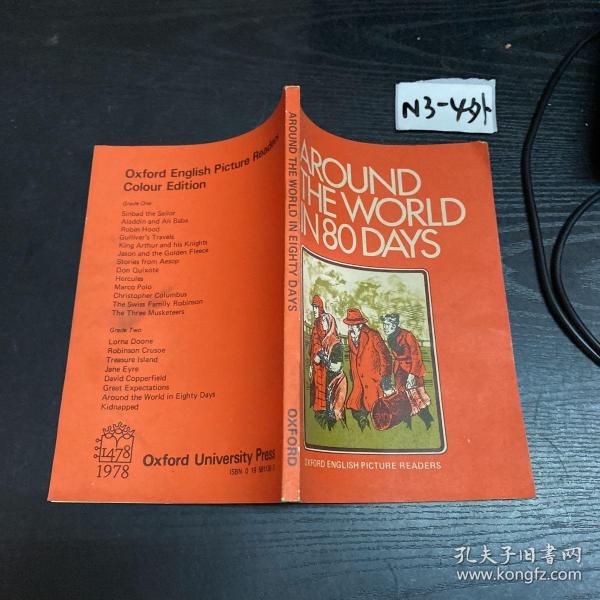 Oxford English Picture Readers
Colour Edition
Grade One
Sinbad the Sailor
Aladdin and Ali Baba
Robin Hood
Gulliver's Travels
King Arthur and his Knights
Jason and the Golden Fleece
Stories from Aesop
Don Quixote
Hercules
Marco Polo
Christopher Columbus
The Swiss Family Robinson
The Three Musketeers
Grade Two
Lorna Doone
Robinson Crusoe
Treasure Island
Jane Eyre
David Copperfield
Great Expectations
Around the World in Eighty Days
Kidnapped
1478
1978
Oxford University Press
ISBN 0 19
AROUND THE WORLD IN EIGHTY DAYS
OXFORD
AROUND
THE WORLD
IN 80 DAYS
OXFORD ENGLISH PICTURE READERS
N3-4外
孔夫子旧书网
www.kongfz.com